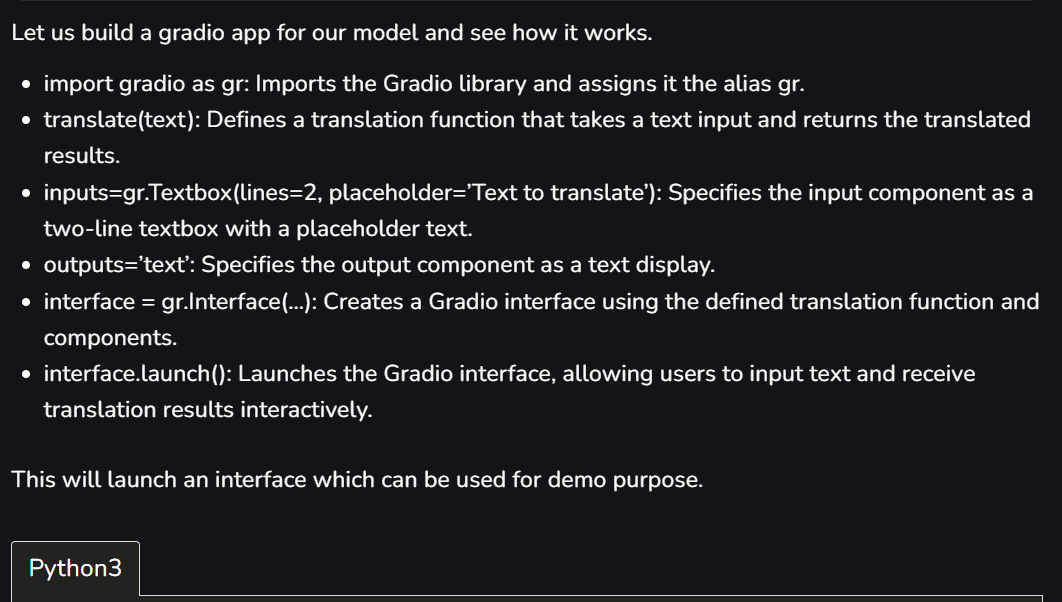 Let us build a gradio app for our model and see how it works.
• import gradio as gr: Imports the Gradio library and assigns it the alias gr.
• translate(text): Defines a translation function that takes a text input and returns the translated
results.
• inputs=gr.Textbox(lines=2, placeholder=’Text to translate’): Specifies the input component as a
two-line textbox with a placeholder text.
• outputs=’text’: Specifies the output component as a text display.
• interface = gr.Interface(…): Creates a Gradio interface using the defined translation function and
components.
• interface.launch(): Launches the Gradio interface, allowing users to input text and receive
translation results interactively.
This will launch an interface which can be used for demo purpose.
Python3